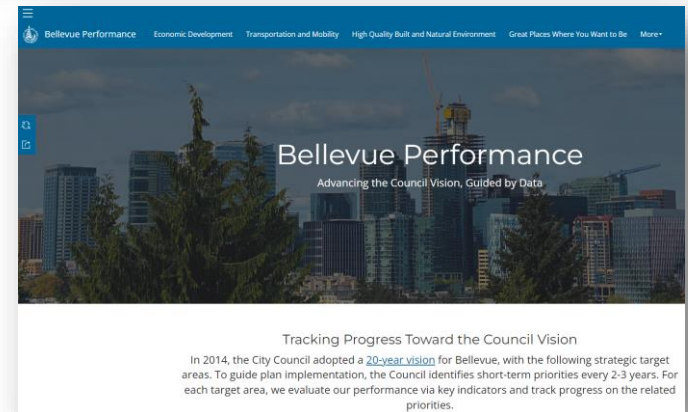 Bellevue Performance Economic Development Transportation and Mobility High Quality Built and Natural Environment Great Places Where You Want to Be More
Bellevue Performance
Advancing the Council Vision, Guided by Data
Tracking Progress Toward the Council Vision
In 2014, the City Council adopted a 20-year vision for Bellevue, with the following strategic target
areas. To guide plan implementation, the Council identifies short-term priorities every 2-3 years. For
each target area, we evaluate our performance via key indicators and track progress on the related
priorities.